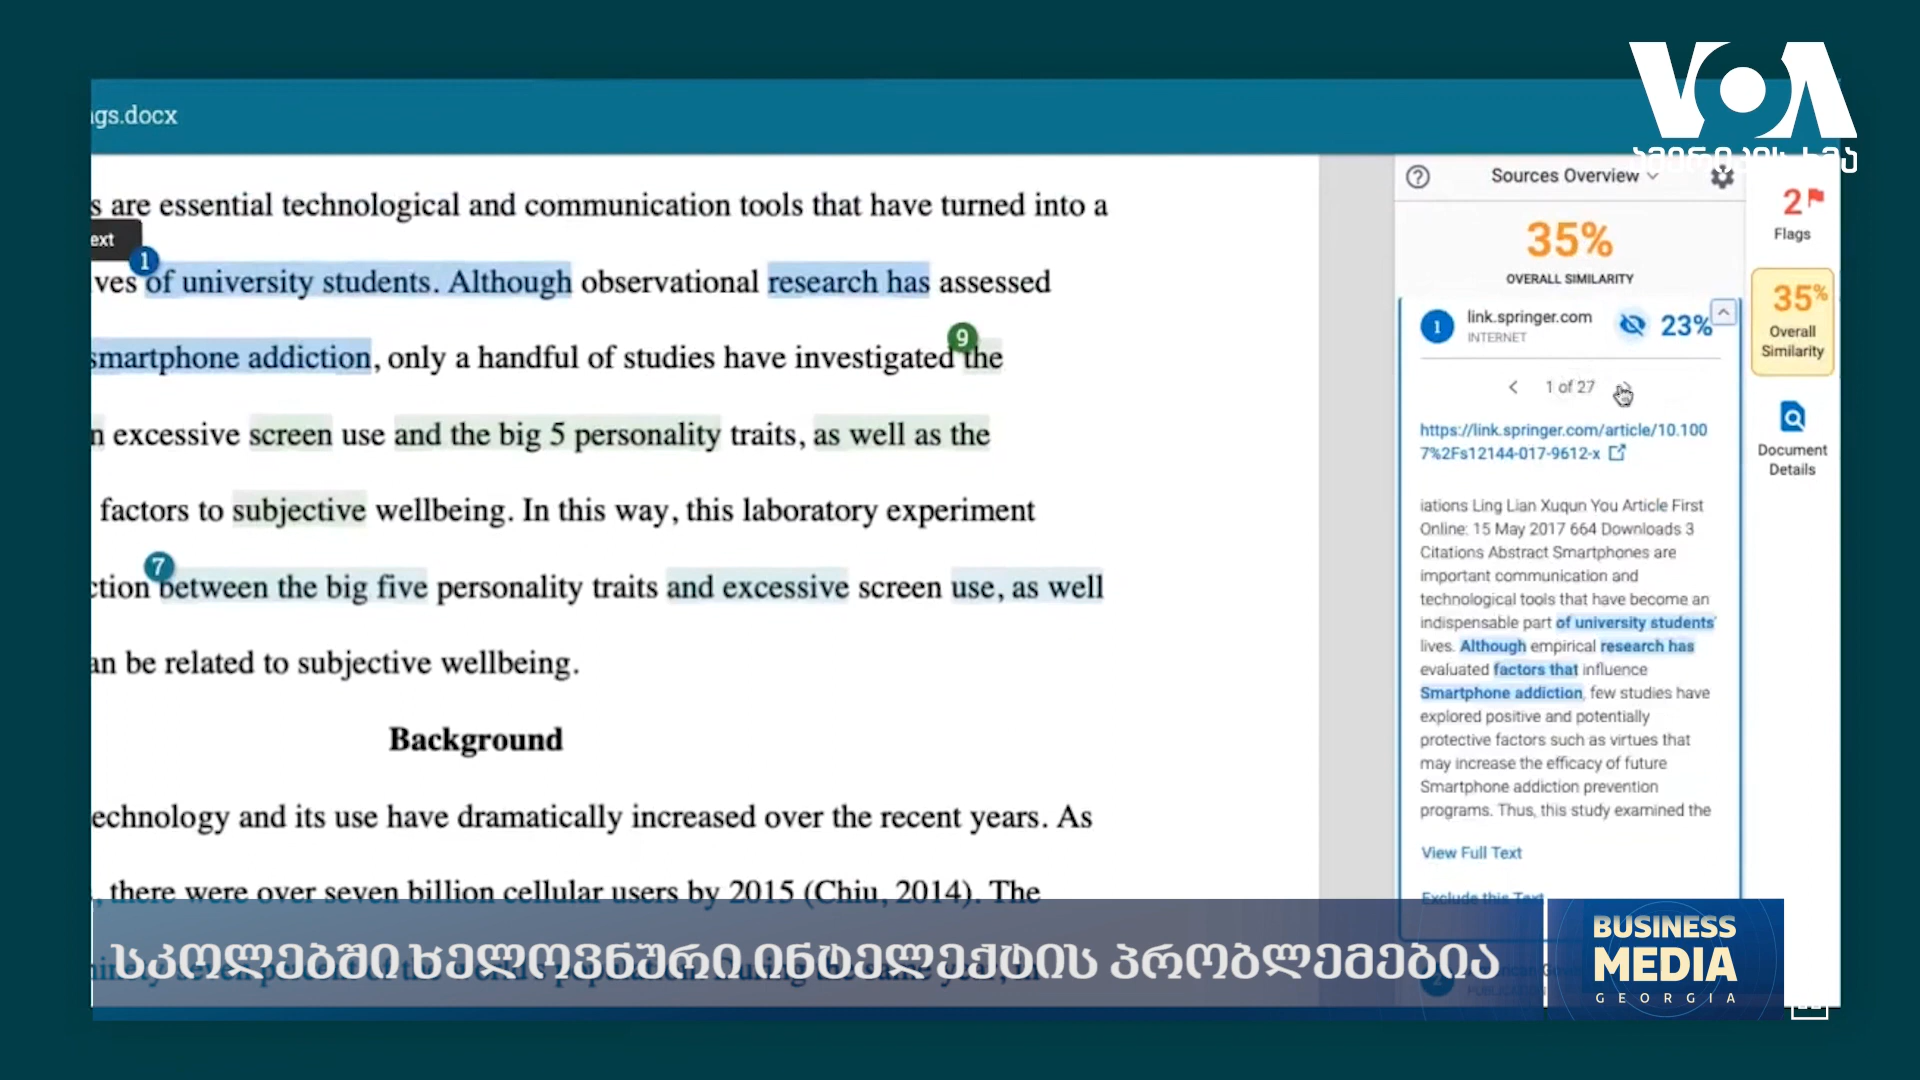 VOA
ამერიკის ხმა
ngs.docx
s are essential technological and communication tools that have turned into a
ext
1
ves of university students. Although observational research has assessed
9
smartphone addiction, only a handful of studies have investigated the
n excessive screen use and the big 5 personality traits, as well as the
factors to subjective wellbeing. In this way, this laboratory experiment
7
ction between the big five personality traits and excessive screen use, as well
an be related to subjective wellbeing.
Background
echnology and its use have dramatically increased over the recent years. As
, there were over seven billion cellular users by 2015 (Chiu, 2014). The
Sources Overview
35%
OVERALL SIMILARITY
1
link.springer.com
INTERNET
23%
1 of 27
https://link.springer.com/article/10.100
7%2Fs12144-017-9612-x
iations Ling Lian Xuqun You Article First
Online: 15 May 2017 664 Downloads 3
Citations Abstract Smartphones are
important communication and
technological tools that have become an
indispensable part of university students'
lives. Although empirical research has
evaluated factors that influence
Smartphone addiction, few studies have
explored positive and potentially
protective factors such as virtues that
may increase the efficacy of future
Smartphone addiction prevention
programs. Thus, this study examined the
View Full Text
Exclude this Text
2
2
Flags
35%
Overall
Similarity
Document
Details
სკოლებში ხელოვნური ინტელექტის პრობლემებია
BUSINESS
MEDIA
GEORGIA